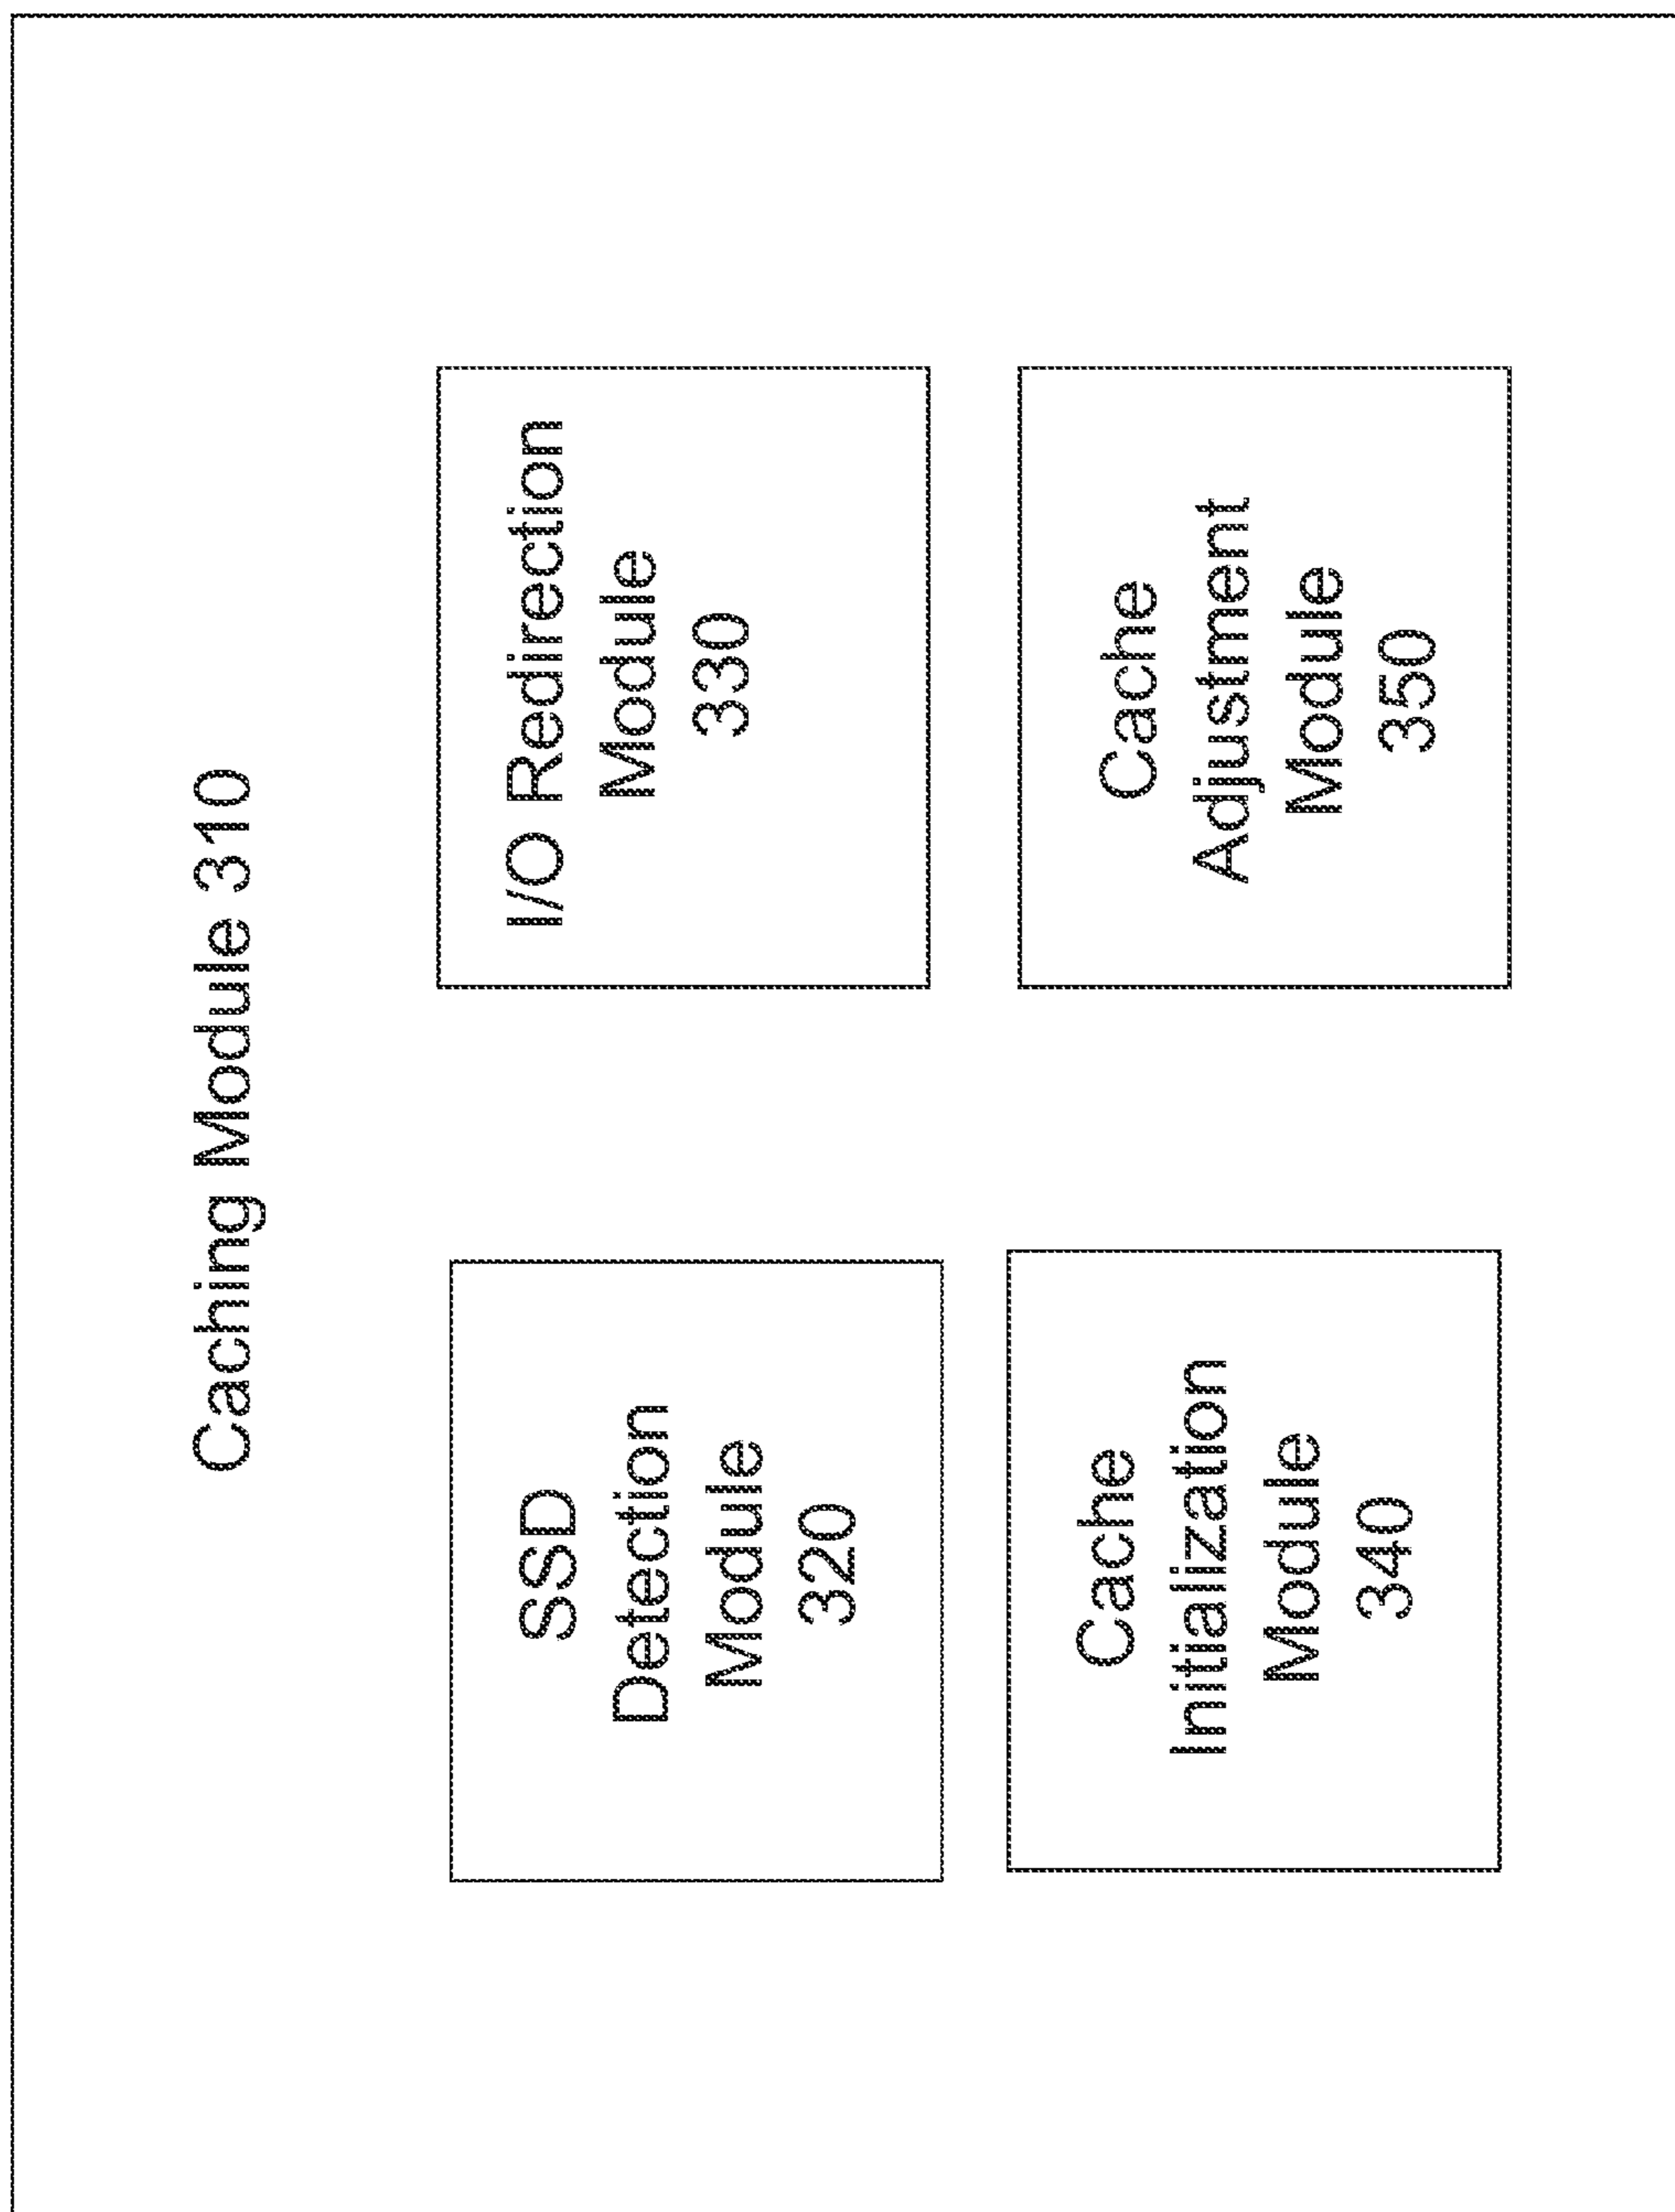 Caching Module 310
SSD
Detection
Module
320
I/O Redirection
Module
330
Cache
Initialization
Module
340
Cache
Adjustment
Module
350